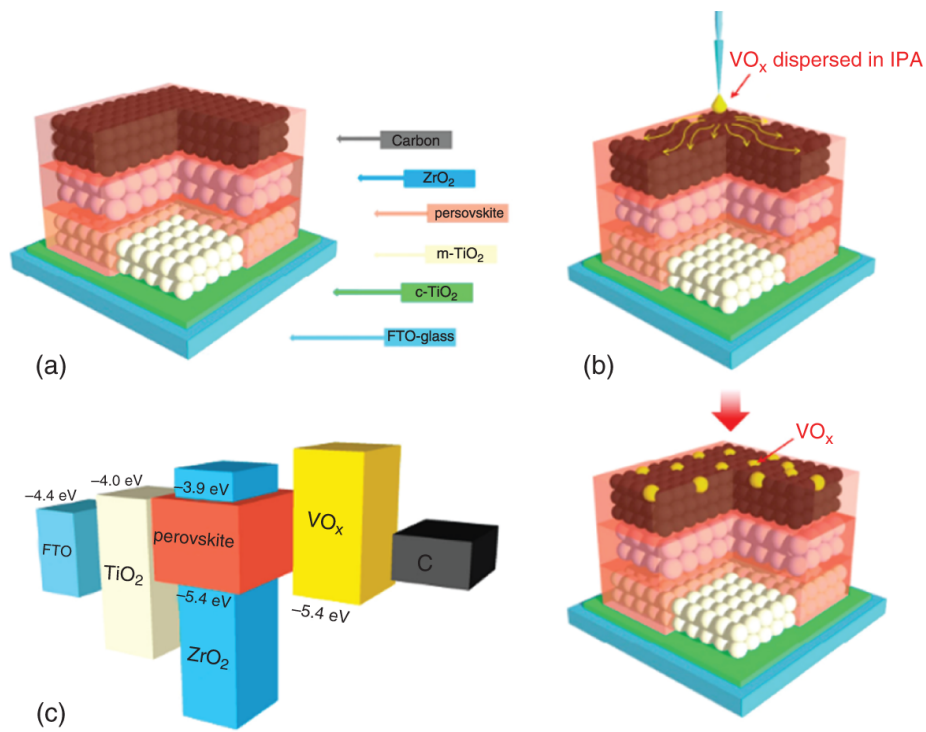 Carbon
ZrO₂
persovskite
m-TiO₂
c-TiO₂
FTO-glass
(a)
VOₓ dispersed in IPA
(b)
VOₓ
–4.4 eV
–4.0 eV
–3.9 eV
FTO
TiO₂
perovskite
VOₓ
C
–5.4 eV
–5.4 eV
ZrO₂
(c)